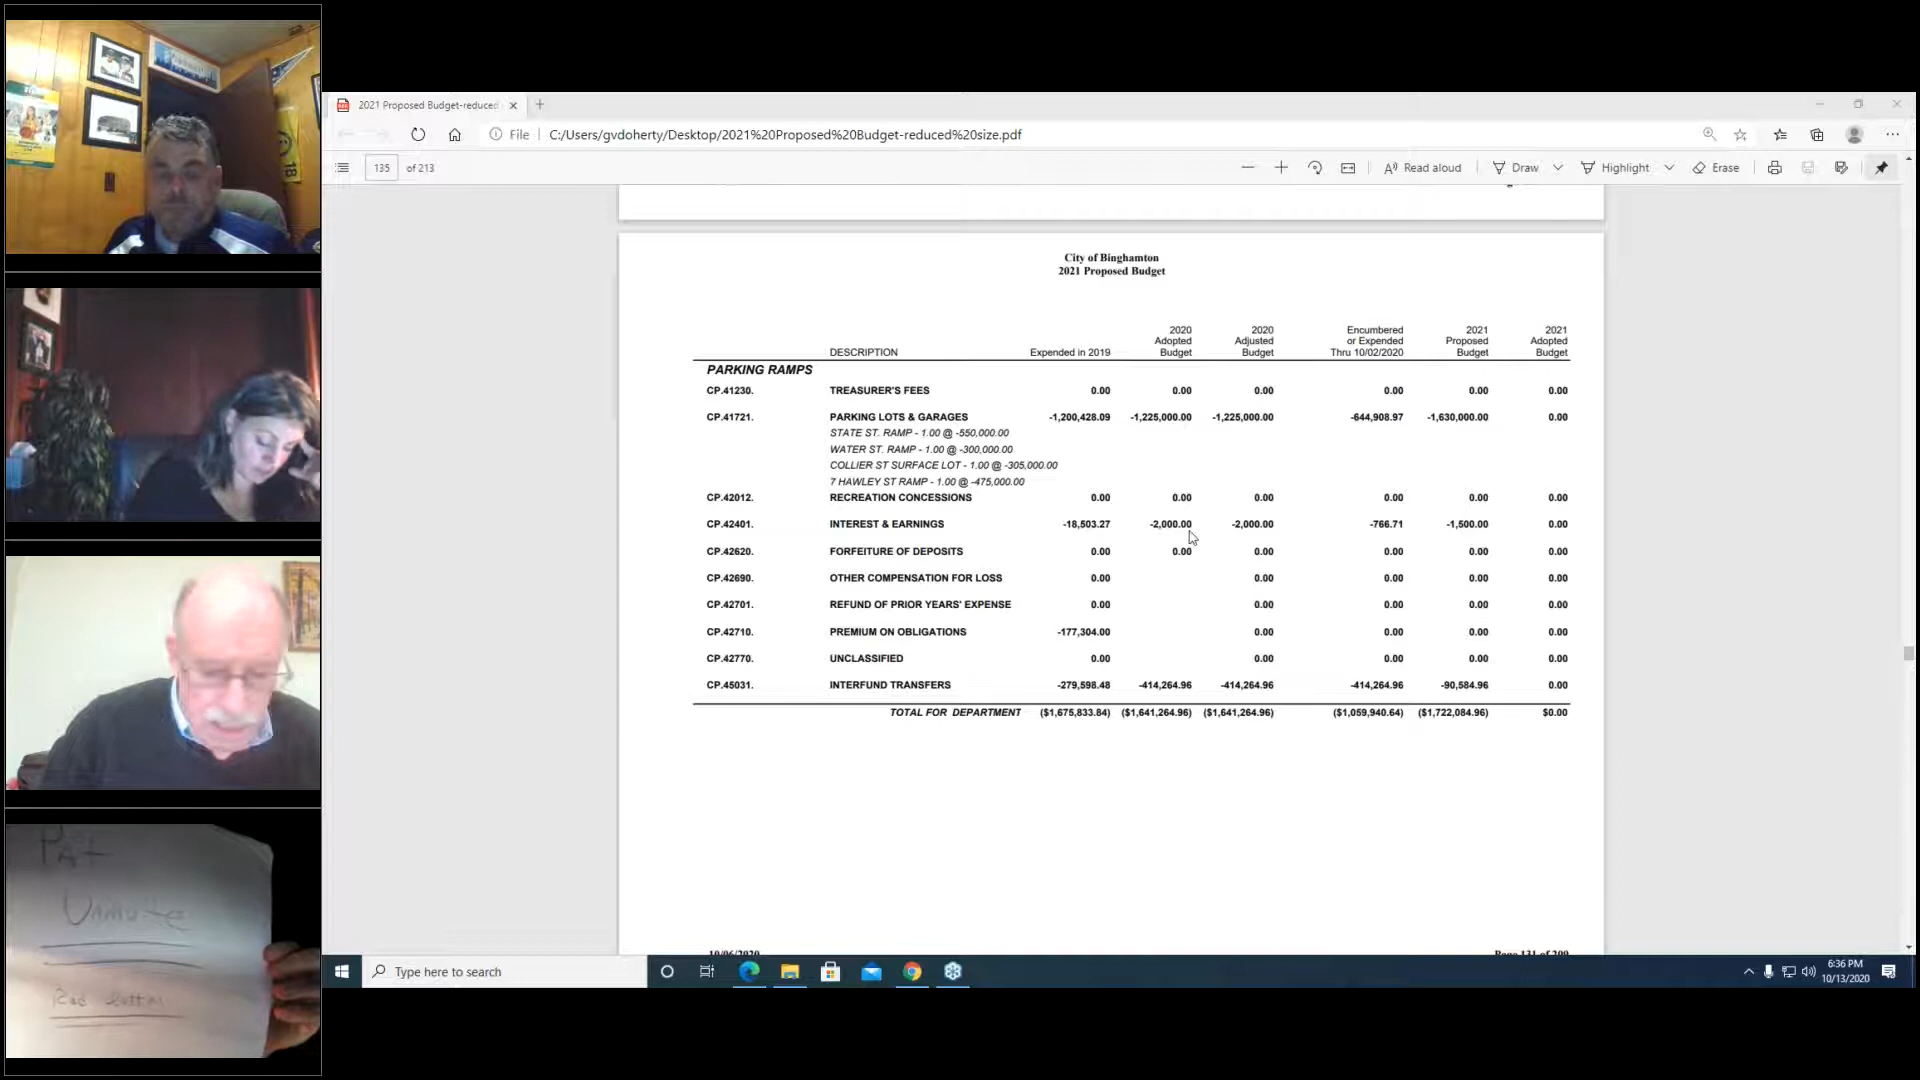 2021 Proposed Budget-reduced
File C:/Users/gvdoherty/Desktop/2021%20Proposed%20Budget-reduced%20size.pdf
135 of 213 Read aloud Draw Highlight Erase
City of Binghamton
2021 Proposed Budget
DESCRIPTION Expended in 2019 2020 Adopted Budget 2020 Adjusted Budget Encumbered or Expended Thru 10/02/2020 2021 Proposed Budget 2021 Adopted Budget
PARKING RAMPS
CP.41230. TREASURER'S FEES 0.00 0.00 0.00 0.00 0.00 0.00
CP.41721. PARKING LOTS & GARAGES -1,200,428.09 -1,225,000.00 -1,225,000.00 -644,908.97 -1,630,000.00 0.00
STATE ST. RAMP - 1.00 @ -550,000.00
WATER ST. RAMP - 1.00 @ -300,000.00
COLLIER ST SURFACE LOT - 1.00 @ -305,000.00
7 HAWLEY ST RAMP - 1.00 @ -475,000.00
CP.42012. RECREATION CONCESSIONS 0.00 0.00 0.00 0.00 0.00 0.00
CP.42401. INTEREST & EARNINGS -18,503.27 -2,000.00 -2,000.00 -766.71 -1,500.00 0.00
CP.42620. FORFEITURE OF DEPOSITS 0.00 0.00 0.00 0.00 0.00 0.00
CP.42690. OTHER COMPENSATION FOR LOSS 0.00 0.00 0.00 0.00 0.00
CP.42701. REFUND OF PRIOR YEARS' EXPENSE 0.00 0.00 0.00 0.00 0.00
CP.42710. PREMIUM ON OBLIGATIONS -177,304.00 0.00 0.00 0.00 0.00
CP.42770. UNCLASSIFIED 0.00 0.00 0.00 0.00 0.00
CP.45031. INTERFUND TRANSFERS -279,598.48 -414,264.96 -414,264.96 -414,264.96 -90,584.96 0.00
TOTAL FOR DEPARTMENT ($1,675,833.84) ($1,641,264.96) ($1,641,264.96) ($1,059,940.64) ($1,722,084.96) $0.00
Type here to search
6:36 PM
10/13/2020
Pat
Unmute
Red button